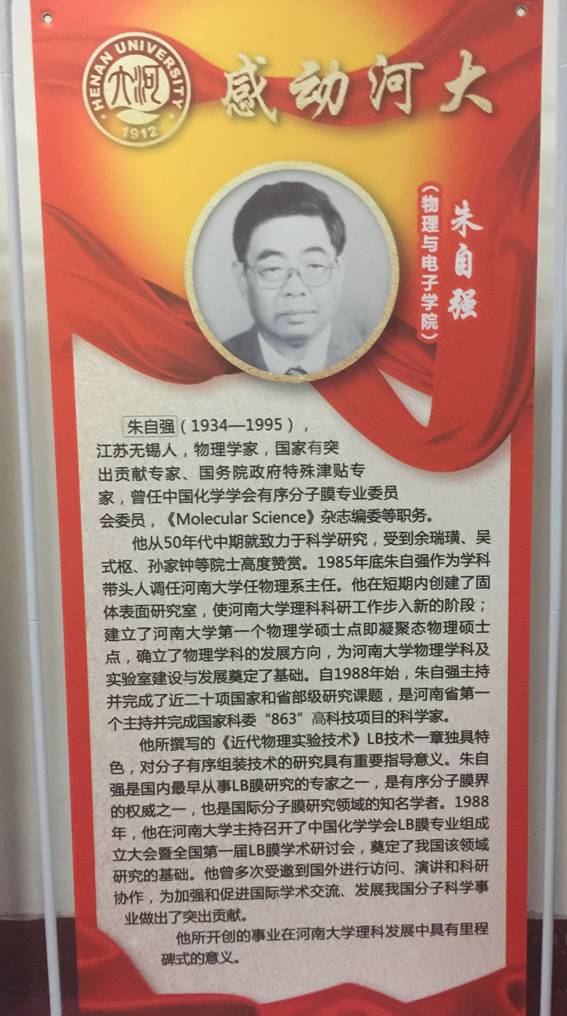 HENAN UNIVERSITY
大河
1912
感动河大
朱自强
（物理与电子学院）
朱自强（1934—1995），
江苏无锡人，物理学家，国家有突
出贡献专家、国务院政府特殊津贴专
家，曾任中国化学学会有序分子膜专业委员
会委员，《Molecular Science》杂志编委等职务。
他从50年代中期就致力于科学研究，受到余瑞璜、吴
式枢、孙家钟等院士高度赞赏。1985年底朱自强作为学科
带头人调任河南大学任物理系主任。他在短期内创建了固
体表面研究室，使河南大学理科科研工作步入新的阶段；
建立了河南大学第一个物理学硕士点即凝聚态物理硕士
点，确立了物理学科的发展方向，为河南大学物理学科及
实验室建设与发展奠定了基础。自1988年始，朱自强主持
并完成了近二十项国家和省部级研究课题，是河南省第一
个主持并完成国家科委“863”高科技项目的科学家。
他所撰写的《近代物理实验技术》LB技术一章独具特
色，对分子有序组装技术的研究具有重要指导意义。朱自
强是国内最早从事LB膜研究的专家之一，是有序分子膜界
的权威之一，也是国际分子膜研究领域的知名学者。1988
年，他在河南大学主持召开了中国化学学会LB膜专业组成
立大会暨全国第一届LB膜学术研讨会，奠定了我国该领域
研究的基础。他曾多次受邀到国外进行访问、演讲和科研
协作，为加强和促进国际学术交流、发展我国分子科学事
业做出了突出贡献。
他所开创的事业在河南大学理科发展中具有里程
碑式的意义。